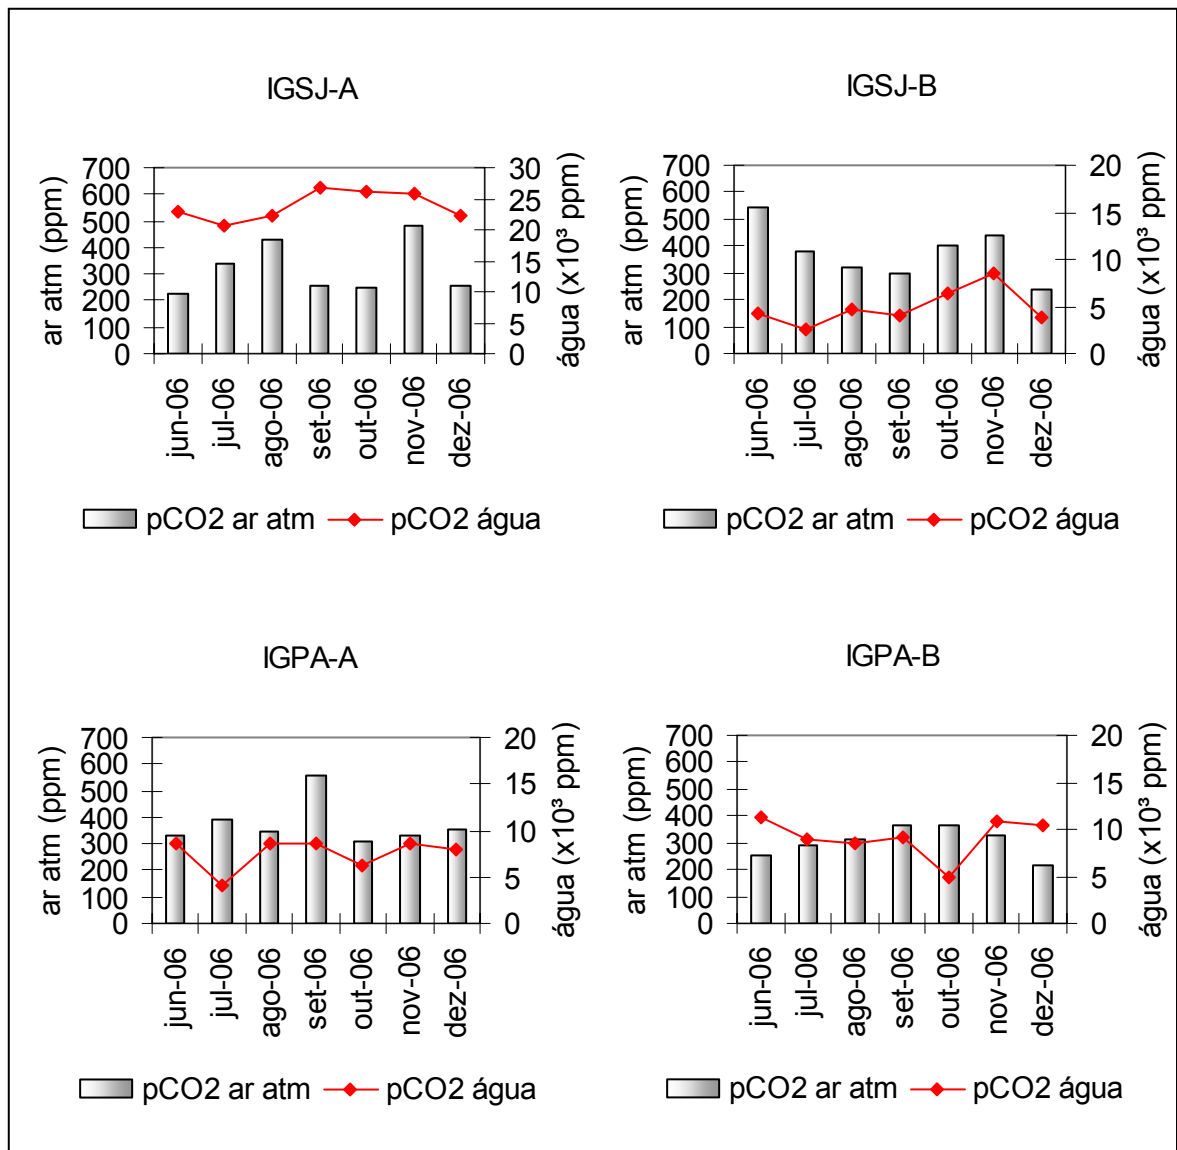 IGSJ-A
ar atm (ppm)
700
600
500
400
300
200
100
0
30
25
20
15
10
5
0
água (x10³ ppm)
jun-06
jul-06
ago-06
set-06
out-06
nov-06
dez-06
pCO2 ar atm
pCO2 água
IGSJ-B
ar atm (ppm)
700
600
500
400
300
200
100
0
20
15
10
5
0
água (x10³ ppm)
jun-06
jul-06
ago-06
set-06
out-06
nov-06
dez-06
pCO2 ar atm
pCO2 água
IGPA-A
ar atm (ppm)
700
600
500
400
300
200
100
0
20
15
10
5
0
água (x10³ ppm)
jun-06
jul-06
ago-06
set-06
out-06
nov-06
dez-06
pCO2 ar atm
pCO2 água
IGPA-B
ar atm (ppm)
700
600
500
400
300
200
100
0
20
15
10
5
0
água (x10³ ppm)
jun-06
jul-06
ago-06
set-06
out-06
nov-06
dez-06
pCO2 ar atm
pCO2 água